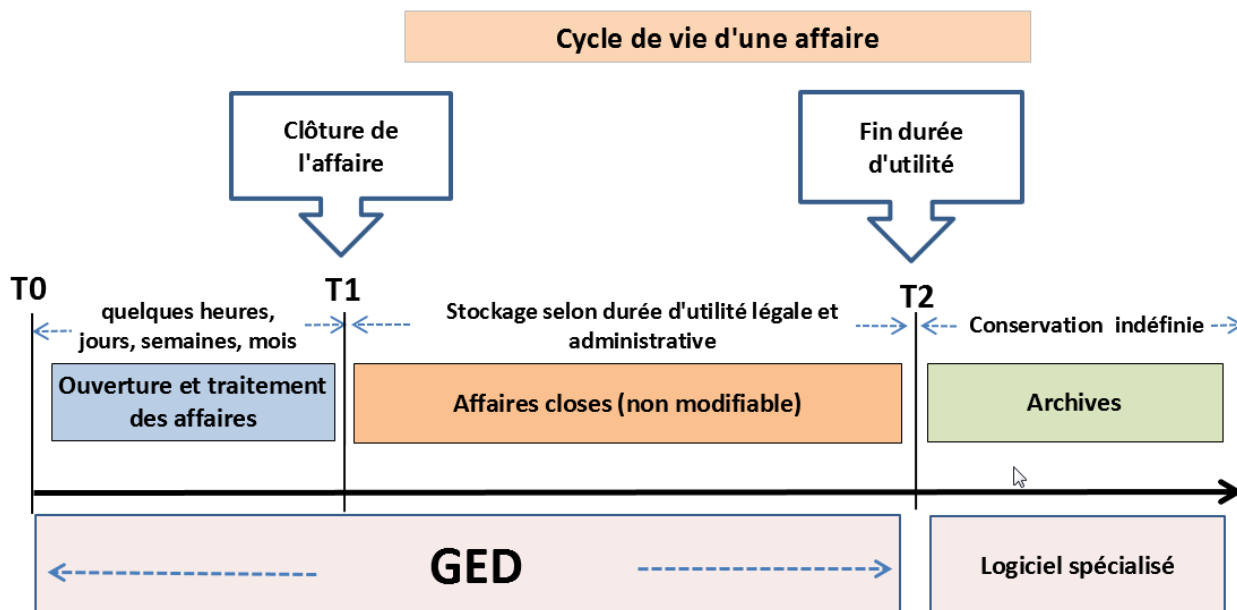 Cycle de vie d'une affaire
Clôture de
l'affaire
Fin durée
d'utilité
T0
quelques heures,
jours, semaines, mois
T1
Stockage selon durée d'utilité légale et
administrative
T2
Conservation indéfinie
Ouverture et traitement
des affaires
Affaires closes (non modifiable)
Archives
GED
Logiciel spécialisé